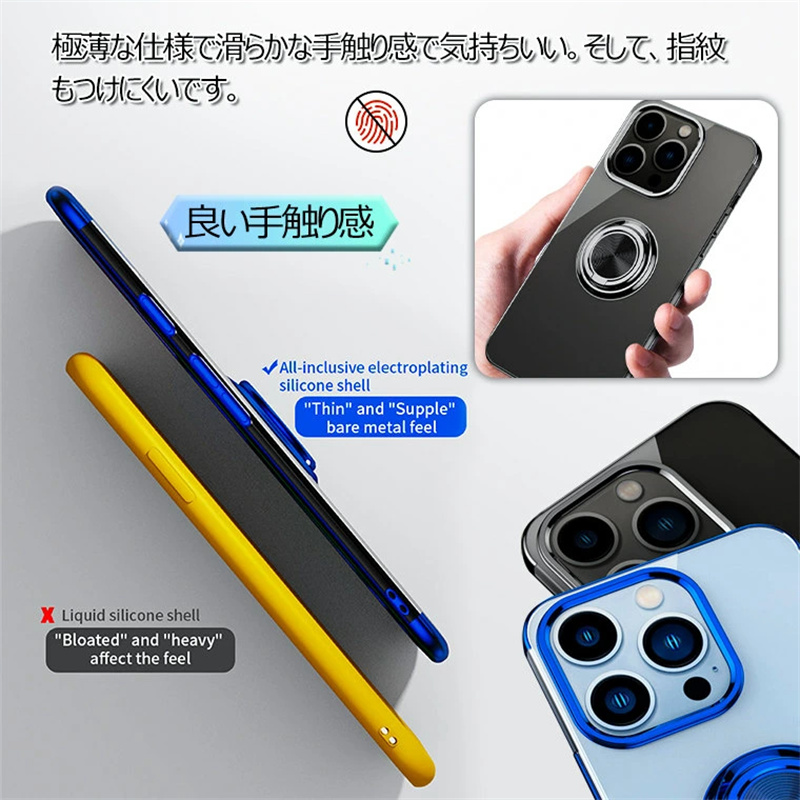 極薄な仕様で滑らかな手触り感で気持ちいい。そして、指紋
もつけにくいです。
良い手触り感
All-inclusive electroplating
silicone shell
"Thin" and "Supple"
bare metal feel
Liquid silicone shell
"Bloated" and "heavy"
affect the feel